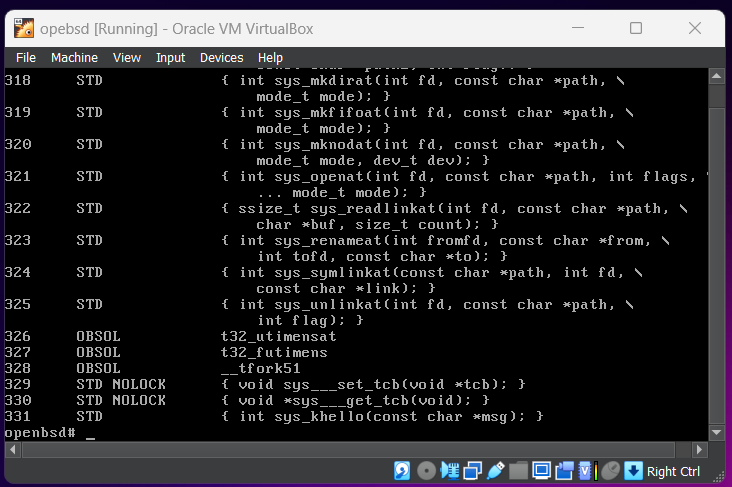 opebsd [Running] - Oracle VM VirtualBox
File Machine View Input Devices Help
318 STD { int sys_mkdirat(int fd, const char *path, \
mode_t mode); }
319 STD { int sys_mkfifoat(int fd, const char *path, \
mode_t mode); }
320 STD { int sys_mknodat(int fd, const char *path, \
mode_t mode, dev_t dev); }
321 STD { int sys_openat(int fd, const char *path, int flags, \
... mode_t mode); }
322 STD { ssize_t sys_readlinkat(int fd, const char *path, \
char *buf, size_t count); }
323 STD { int sys_renameat(int fromfd, const char *from, \
int tofd, const char *to); }
324 STD { int sys_symlinkat(const char *path, int fd, \
const char *link); }
325 STD { int sys_unlinkat(int fd, const char *path, \
int flag); }
326 OBSOL t32_utimensat
327 OBSOL t32_futimens
328 OBSOL __tfork51
329 STD NOLOCK { void sys___set_tcb(void *tcb); }
330 STD NOLOCK { void *sys___get_tcb(void); }
331 STD { int sys_khello(const char *msg); }
openbsd# _
Right Ctrl